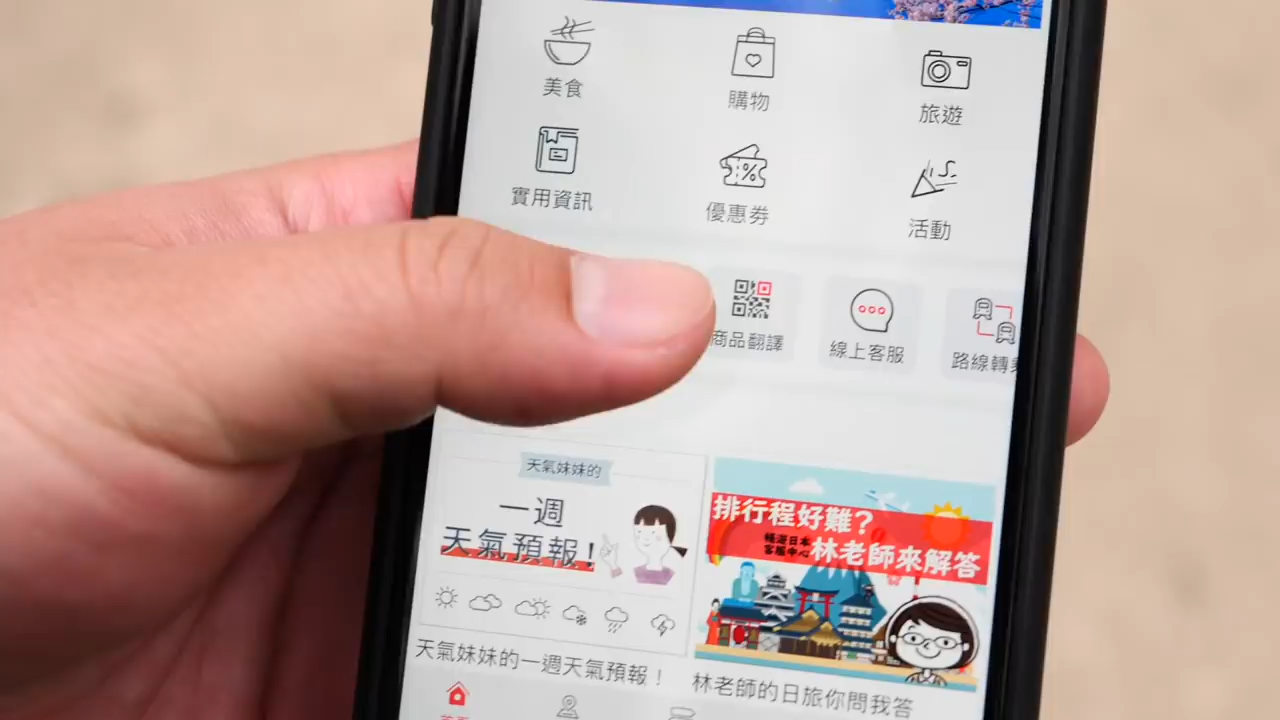 美食
購物
旅遊
實用資訊
優惠券
活動
商品翻譯
線上客服
路線轉
天氣妹妹的
一週
天氣預報!
排行程好難?
暢遊日本
客服中心
林老師來解答
天氣妹妹的一週天氣預報!
林老師的日旅你問我答